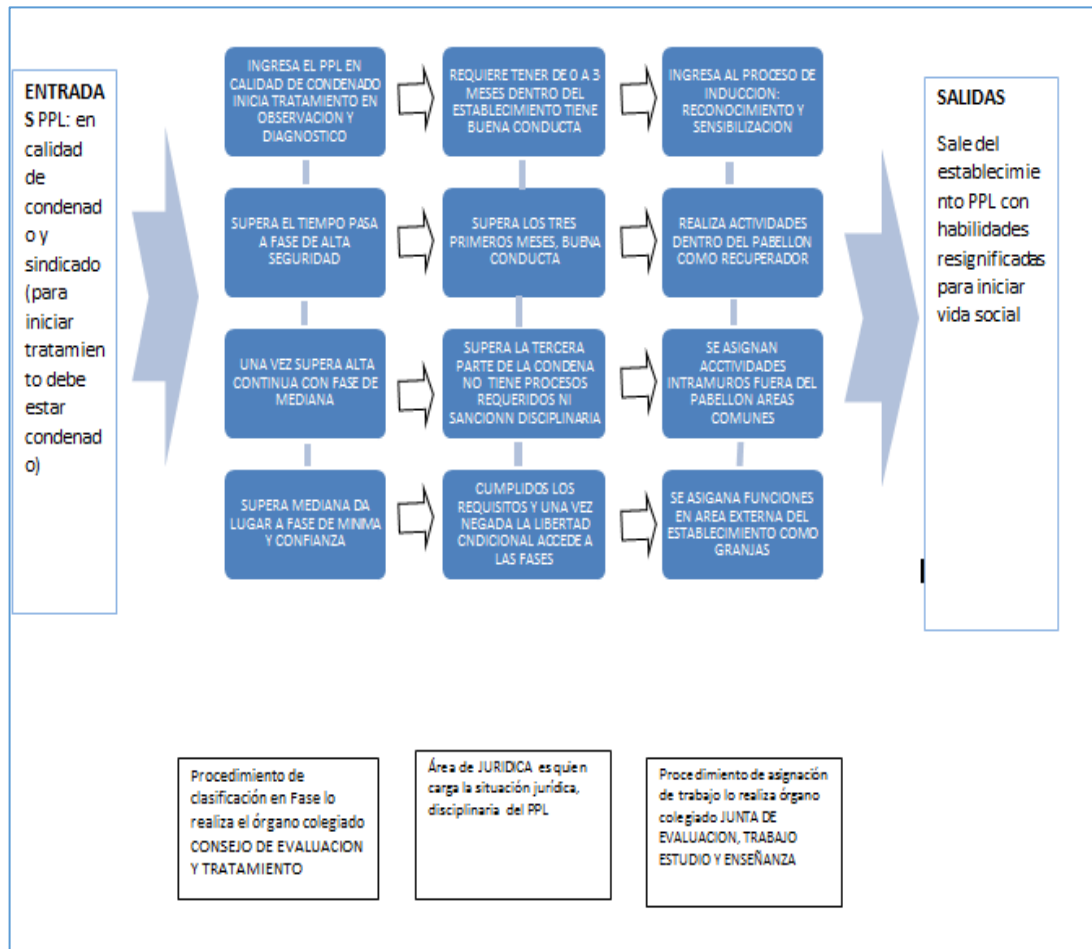 ENTRADA
S PPL: en
calidad
de
condenad
o y
sindicado
(para
iniciar
tratamien
to debe
estar
condenad
o)
INGRESA EL PPL EN
CALIDAD DE CONDENADO
INICIA TRATAMIENTO EN
OBSERVACION Y
DIAGNOSTICO
REQUIERE TENER DE 0 A 3
MESES DENTRO DEL
ESTABLECIMIENTO TIENE
BUENA CONDUCTA
INGRESA AL PROCESO DE
INDUCCION:
RECONOCIMIENTO Y
SENSIBILIZACION
SUPERA EL TIEMPO PASA
A FASE DE ALTA
SEGURIDAD
SUPERA LOS TRES
PRIMEROS MESES, BUENA
CONDUCTA
REALIZA ACTIVIDADES
DENTRO DEL PABELLON
COMO RECUPERADOR
UNA VEZ SUPERA ALTA
CONTINUA CON FASE DE
MEDIANA
SUPERA LA TERCERA
PARTE DE LA CONDENA
NO TIENE PROCESOS
REQUERIDOS NI
SANCIONN DISCIPLINARIA
SE ASIGNAN
ACCTIVIDADES
INTRAMUROS FUERA DEL
PABELLON AREAS
COMUNES
SUPERA MEDIANA DA
LUGAR A FASE DE MINIMA
Y CONFIANZA
CUMPLIDOS LOS
REQUISITOS Y UNA VEZ
NEGADA LA LIBERTAD
CNDICIONAL ACCEDE A
LAS FASES
SE ASIGANA FUNCIONES
EN AREA EXTERNA DEL
ESTABLECIMIENTO COMO
GRANJAS
SALIDAS
Sale del
establecimie
nto PPL con
habilidades
resignificadas
para iniciar
vida social
Procedimiento de
clasificación en Fase lo
realiza el órgano colegiado
CONSEJO DE EVALUACION
Y TRATAMIENTO
Área de JURIDICA es quien
carga la situación jurídica,
disciplinaria del PPL
Procedimiento de asignación
de trabajo lo realiza órgano
colegiado JUNTA DE
EVALUACION, TRABAJO
ESTUDIO Y ENSEÑANZA